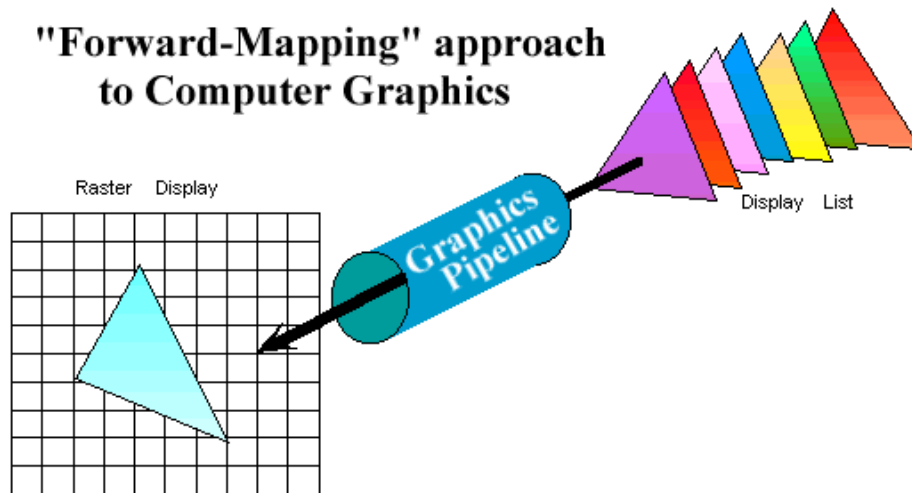 "Forward-Mapping" approach
to Computer Graphics
Raster Display
Graphics
Pipeline
Display List